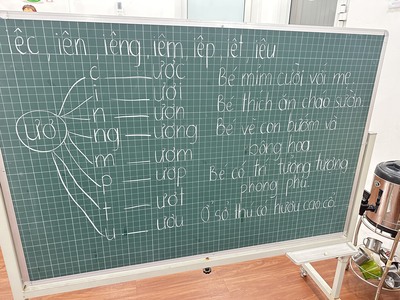 iêc, iên, iêng, iêm, iêp, iêt, iêu
ươ
c — ươc
i — ươi
n — ươn
ng — ương
m — ươm
p — ươp
t — ươt
u — ươu
Bé mỉm cười với mẹ.
Bé thích ăn cháo sườn.
Bé vẽ con bướm và
bông hoa.
Bé có trí tưởng tượng
phong phú.
Ở sở thú có hươu cao cổ.